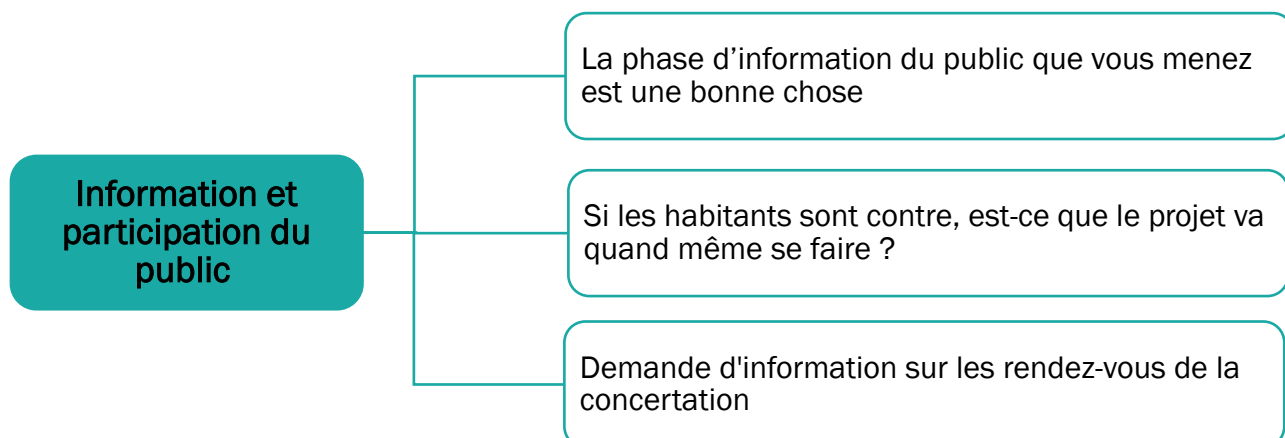 Information et
participation du
public
La phase d’information du public que vous menez
est une bonne chose
Si les habitants sont contre, est-ce que le projet va
quand même se faire ?
Demande d'information sur les rendez-vous de la
concertation